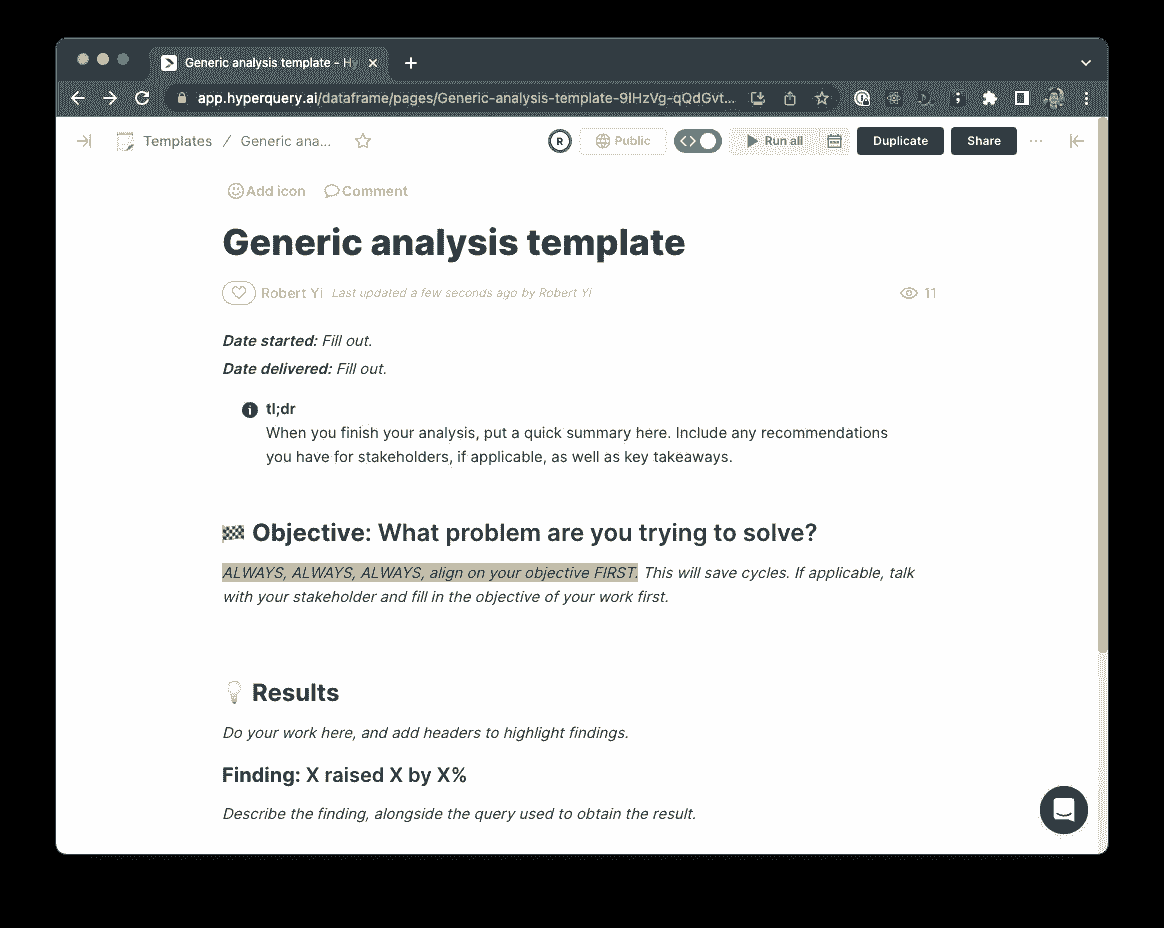 Generic analysis template - Hy
app.hyperquery.ai/dataframe/pages/Generic-analysis-template-9IHzVg-qQdGvt...
Templates / Generic ana...
R
Public
Run all
Duplicate
Share
Add icon
Comment
Generic analysis template
Robert Yi Last updated a few seconds ago by Robert Yi
11
Date started: Fill out.
Date delivered: Fill out.
tl;dr
When you finish your analysis, put a quick summary here. Include any recommendations
you have for stakeholders, if applicable, as well as key takeaways.
Objective: What problem are you trying to solve?
ALWAYS, ALWAYS, ALWAYS, align on your objective FIRST. This will save cycles. If applicable, talk
with your stakeholder and fill in the objective of your work first.
Results
Do your work here, and add headers to highlight findings.
Finding: X raised X by X%
Describe the finding, alongside the query used to obtain the result.